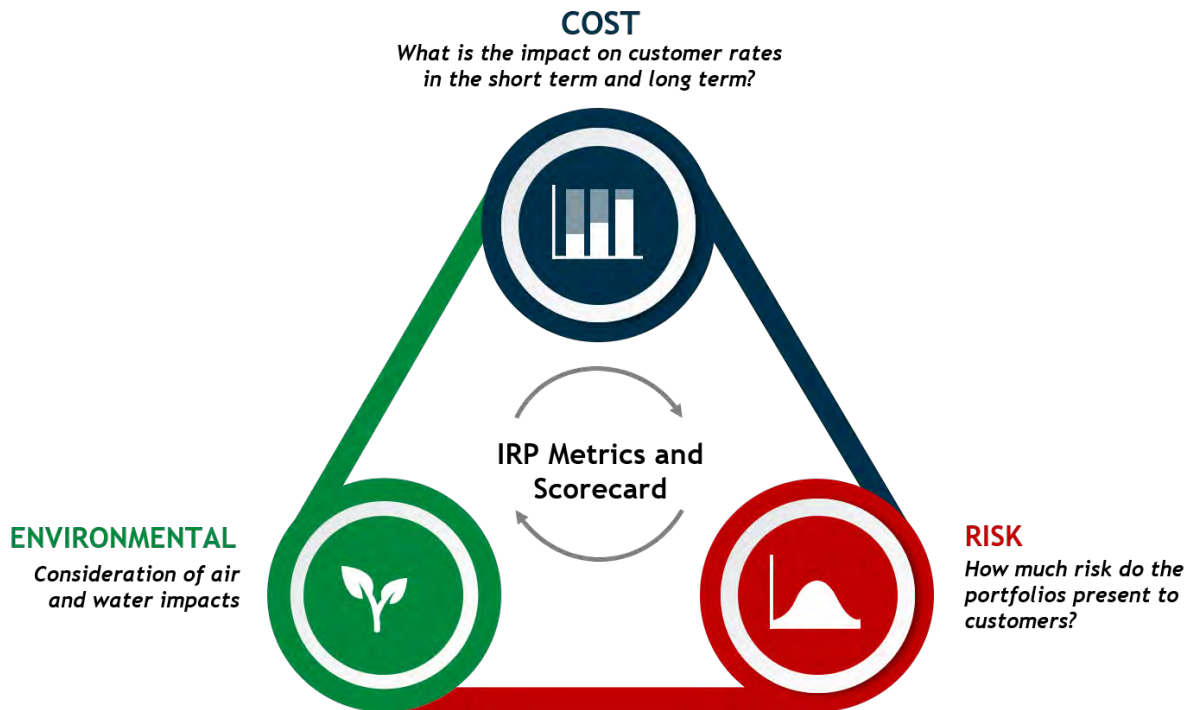 COST
What is the impact on customer rates
in the short term and long term?
IRP Metrics and
Scorecard
ENVIRONMENTAL
Consideration of air
and water impacts
RISK
How much risk do the
portfolios present to
customers?